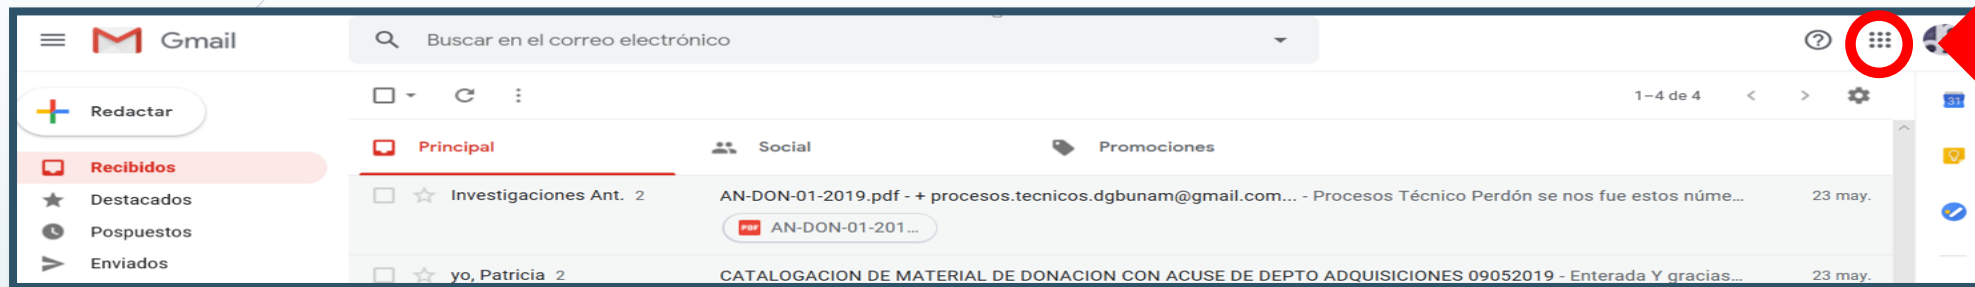 Gmail
Buscar en el correo electrónico
Redactar
1–4 de 4
31
Principal
Social
Promociones
Recibidos
Destacados
Pospuestos
Enviados
Investigaciones Ant. 2
AN-DON-01-2019.pdf - + procesos.tecnicos.dgbunam@gmail.com... - Procesos Técnico Perdón se nos fue estos núme...
23 may.
PDF AN-DON-01-201...
yo, Patricia 2
CATALOGACION DE MATERIAL DE DONACION CON ACUSE DE DEPTO ADQUISICIONES 09052019 - Enterada Y gracias...
23 may.